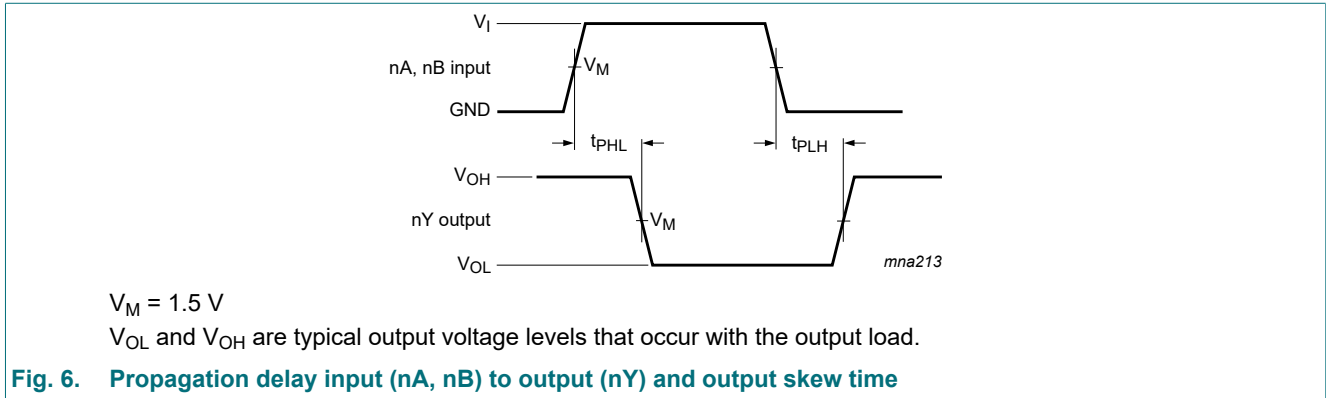 VI
nA, nB input
VM
GND
tPHL
tPLH
VOH
nY output
VM
VOL
mna213
VM = 1.5 V
VOL and VOH are typical output voltage levels that occur with the output load.
Fig. 6. Propagation delay input (nA, nB) to output (nY) and output skew time